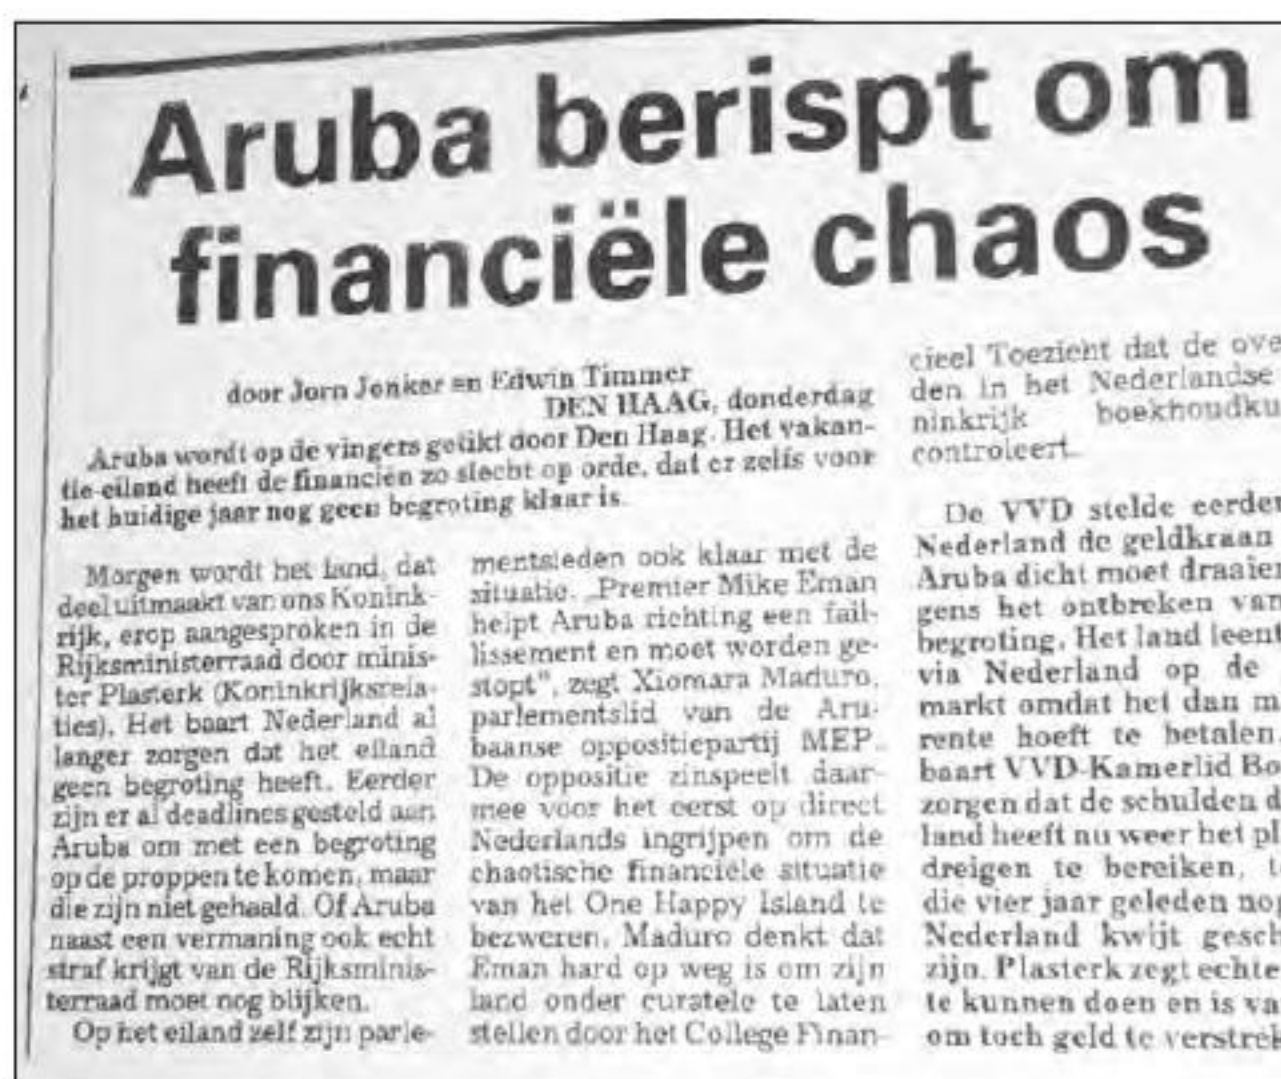 Aruba berispt om
financiële chaos
door Jorn Jonker en Edwin Timmer
DEN HAAG, donderdag
Aruba wordt op de vingers getikt door Den Haag. Het vakan-
tie-eiland heeft de financiën zo slecht op orde, dat er zelfs voor
het huidige jaar nog geen begroting klaar is.
Morgen wordt het land, dat
deel uitmaakt van ons Konink-
rijk, erop aangesproken in de
Rijksministerraad door minis-
ter Plasterk (Koninkrijksrela-
ties). Het baart Nederland al
langer zorgen dat het eiland
geen begroting heeft. Eerder
zijn er al deadlines gesteld aan
Aruba om met een begroting
op de proppen te komen, maar
die zijn niet gehaald. Of Aruba
naast een vermaning ook echt
straf krijgt van de Rijksminis-
terraad moet nog blijken.
Op het eiland zelf zijn parle-
mentsleden ook klaar met de
situatie. „Premier Mike Eman
helpt Aruba richting een fail-
lissement en moet worden ge-
stopt", zegt Xiomara Maduro,
parlementslid van de Aru-
baanse oppositiepartij MEP.
De oppositie zinspeelt daar-
mee voor het eerst op direct
Nederlands ingrijpen om de
chaotische financiële situatie
van het One Happy Island te
bezweren. Maduro denkt dat
Eman hard op weg is om zijn
land onder curatele te laten
stellen door het College Finan-
cieel Toezicht dat de ove
den in het Nederlandse
ninkrijk boekhoudku
controleert.
De VVD stelde eerder
Nederland de geldkraan
Aruba dicht moet draaien
gens het ontbreken van
begroting. Het land leent
via Nederland op de
markt omdat het dan m
rente hoeft te betalen.
baart VVD-Kamerlid Bo
zorgen dat de schulden d
land heeft nu weer het pl
dreigen te bereiken, t
die vier jaar geleden nog
Nederland kwijt gesch
zijn. Plasterk zegt echte
te kunnen doen en is va
om toch geld te verstrek